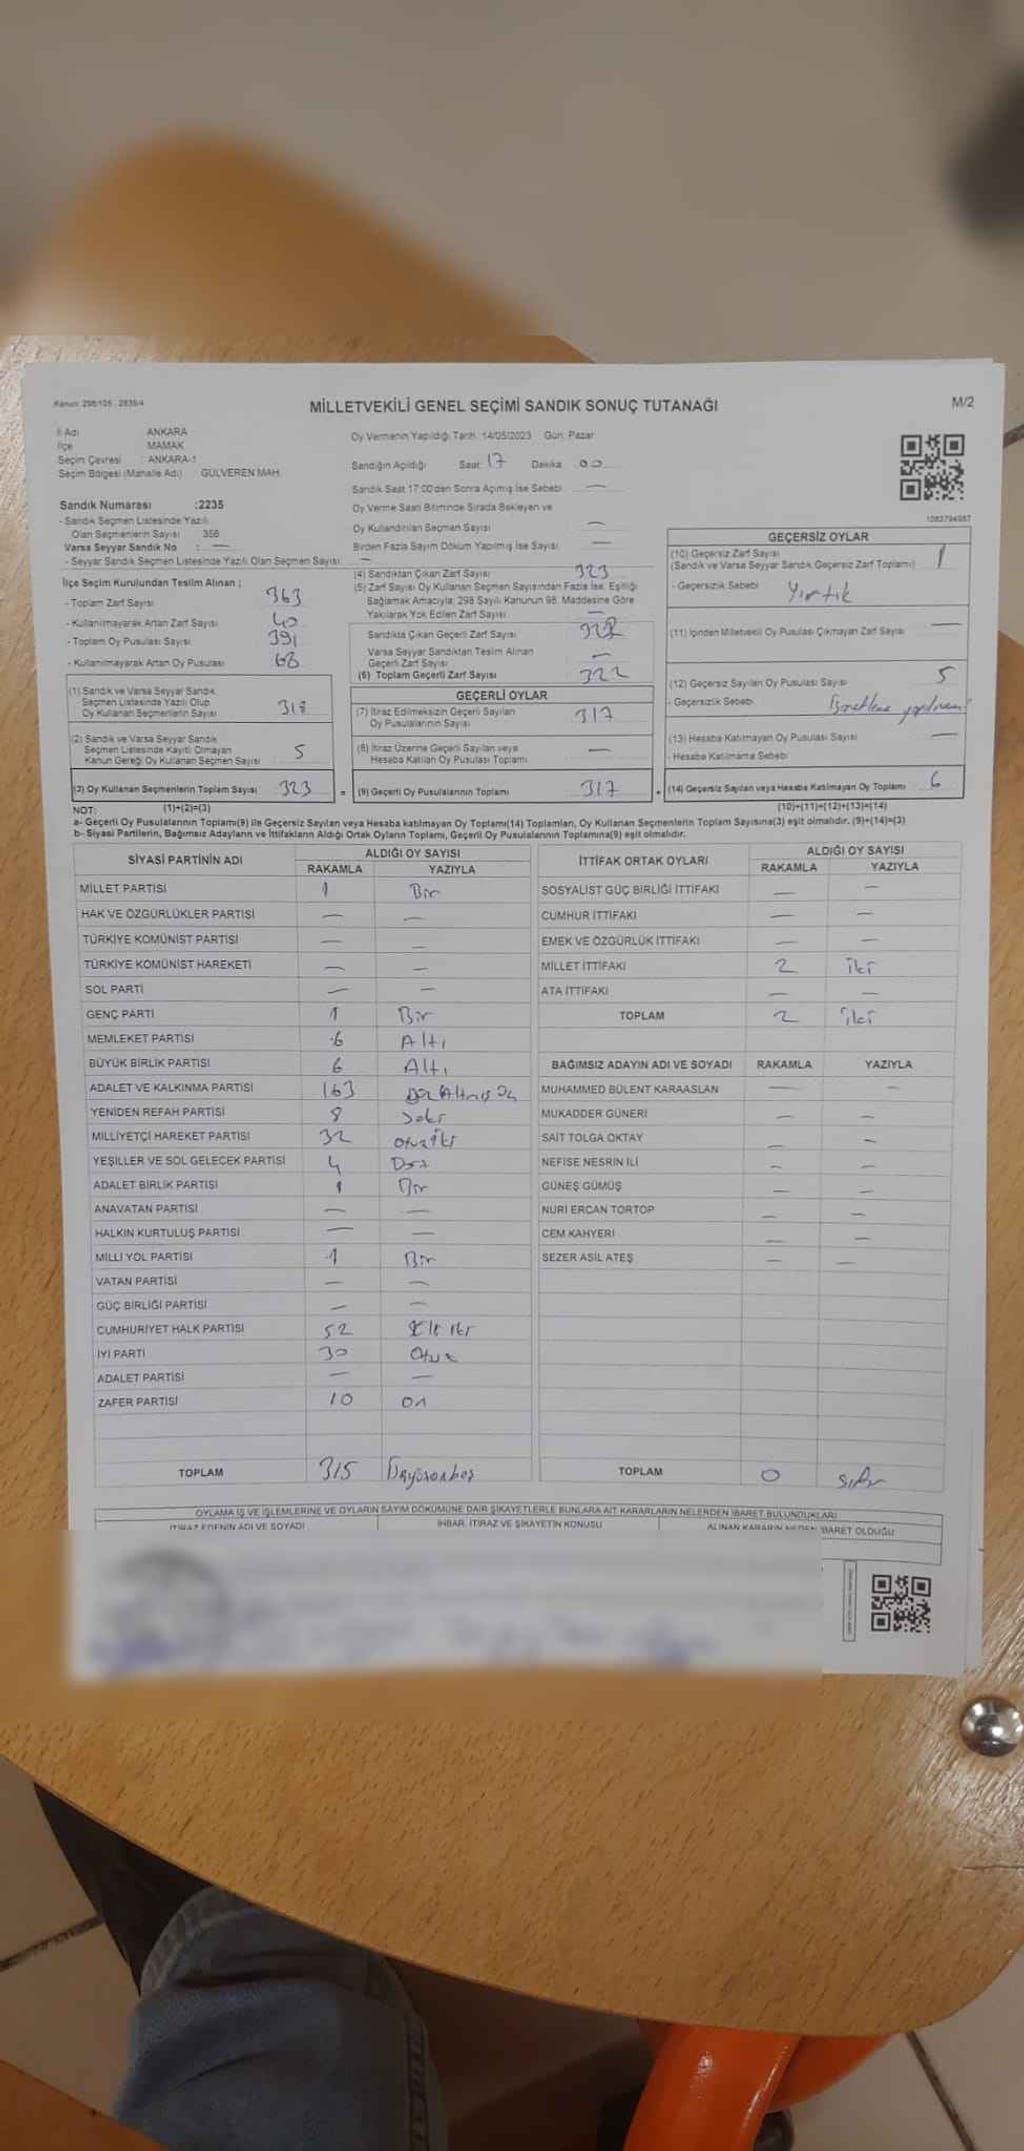 Kanun: 298/105 - 2839/4
MİLLETVEKİLİ GENEL SEÇİMİ SANDIK SONUÇ TUTANAĞI
M/2
İl Adı ANKARA
İlçe MAMAK
Seçim Çevresi : ANKARA-1
Seçim Bölgesi (Mahalle Adı) GÜLVEREN MAH.
Oy Vermenin Yapıldığı Tarih :14/05/2023 Gün: Pazar
Sandığın Açıldığı Saat: 17 Dakika 00
Sandık Saat 17:00'den Sonra Açılmış İse Sebebi —
Oy Verme Saati Bitiminde Sırada Bekleyen ve
Oy Kullandırılan Seçmen Sayısı —
Birden Fazla Sayım Döküm Yapılmış İse Sayısı —
Sandık Numarası :2235
- Sandık Seçmen Listesinde Yazılı
Olan Seçmenlerin Sayısı 356
Varsa Seyyar Sandık No : —
- Seyyar Sandık Seçmen Listesinde Yazılı Olan Seçmen Sayısı: —
İlçe Seçim Kurulundan Teslim Alınan ;
- Toplam Zarf Sayısı 363
- Kullanılmayarak Artan Zarf Sayısı 40
- Toplam Oy Pusulası Sayısı 391
- Kullanılmayarak Artan Oy Pusulası 68
(1) Sandık ve Varsa Seyyar Sandık
Seçmen Listesinde Yazılı Olup
Oy Kullanan Seçmenlerin Sayısı 318
(2) Sandık ve Varsa Seyyar Sandık
Seçmen Listesinde Kayıtlı Olmayan
Kanun Gereği Oy Kullanan Seçmen Sayısı 5
(3) Oy Kullanan Seçmenlerin Toplam Sayısı 323
(1)+(2)=(3)
(4) Sandıktan Çıkan Zarf Sayısı 323
(5) Zarf Sayısı Oy Kullanan Seçmen Sayısından Fazla İse, Eşitliği
Sağlamak Amacıyla; 298 Sayılı Kanunun 98. Maddesine Göre
Yakılarak Yok Edilen Zarf Sayısı —
Sandıkta Çıkan Geçerli Zarf Sayısı 322
Varsa Seyyar Sandıktan Teslim Alınan
Geçerli Zarf Sayısı —
(6) Toplam Geçerli Zarf Sayısı 322
GEÇERLİ OYLAR
(7) İtiraz Edilmeksizin Geçerli Sayılan
Oy Pusulalarının Sayısı 317
(8) İtiraz Üzerine Geçerli Sayılan veya
Hesaba Katılan Oy Pusulası Toplamı —
= (9) Geçerli Oy Pusulalarının Toplamı 317 +
1083794987
GEÇERSİZ OYLAR
(10) Geçersiz Zarf Sayısı
(Sandık ve Varsa Seyyar Sandık Geçersiz Zarf Toplamı) 1
- Geçersizlik Sebebi Yırtık
(11) İçinden Milletvekili Oy Pusulası Çıkmayan Zarf Sayısı —
(12) Geçersiz Sayılan Oy Pusulası Sayısı 5
- Geçersizlik Sebebi
(13) Hesaba Katılmayan Oy Pusulası Sayısı —
- Hesaba Katılmama Sebebi
(14) Geçersiz Sayılan veya Hesaba Katılmayan Oy Toplamı 6
(10)+(11)+(12)+(13)=(14)
NOT:
a- Geçerli Oy Pusulalarının Toplamı(9) ile Geçersiz Sayılan veya Hesaba katılmayan Oy Toplamı(14) Toplamları, Oy Kullanan Seçmenlerin Toplam Sayısına(3) eşit olmalıdır. (9)+(14)=(3)
b- Siyasi Partilerin, Bağımsız Adayların ve İttifakların Aldığı Ortak Oyların Toplamı, Geçerli Oy Pusulalarının Toplamına(9) eşit olmalıdır.
SİYASİ PARTİNİN ADI ALDIĞI OY SAYISI
RAKAMLA YAZIYLA
MİLLET PARTİSİ 1 Bir
HAK VE ÖZGÜRLÜKLER PARTİSİ — —
TÜRKİYE KOMÜNİST PARTİSİ — —
TÜRKİYE KOMÜNİST HAREKETİ — —
SOL PARTİ — —
GENÇ PARTİ 1 Bir
MEMLEKET PARTİSİ 6 Altı
BÜYÜK BİRLİK PARTİSİ 6 Altı
ADALET VE KALKINMA PARTİSİ 163
YENİDEN REFAH PARTİSİ 8 Sekiz
MİLLİYETÇİ HAREKET PARTİSİ 32 otuziki
YEŞİLLER VE SOL GELECEK PARTİSİ 4 Dört
ADALET BİRLİK PARTİSİ 1 Bir
ANAVATAN PARTİSİ — —
HALKIN KURTULUŞ PARTİSİ — —
MİLLİ YOL PARTİSİ 1 Bir
VATAN PARTİSİ — —
GÜÇ BİRLİĞİ PARTİSİ — —
CUMHURİYET HALK PARTİSİ 52 Elli iki
İYİ PARTİ 30 Otuz
ADALET PARTİSİ — —
ZAFER PARTİSİ 10 on
TOPLAM 315 Üçyüzonbeş
İTTİFAK ORTAK OYLARI ALDIĞI OY SAYISI
RAKAMLA YAZIYLA
SOSYALİST GÜÇ BİRLİĞİ İTTİFAKI — —
CUMHUR İTTİFAKI — —
EMEK VE ÖZGÜRLÜK İTTİFAKI — —
MİLLET İTTİFAKI 2 iki
ATA İTTİFAKI — —
TOPLAM 2 iki
BAĞIMSIZ ADAYIN ADI VE SOYADI RAKAMLA YAZIYLA
MUHAMMED BÜLENT KARAASLAN — —
MUKADDER GÜNERİ — —
SAİT TOLGA OKTAY — —
NEFİSE NESRİN İLİ — —
GÜNEŞ GÜMÜŞ — —
NURİ ERCAN TORTOP — —
CEM KAHYERİ — —
SEZER ASİL ATEŞ — —
TOPLAM 0 sıfır
OYLAMA İŞ VE İŞLEMLERİNE VE OYLARIN SAYIM DÖKÜMÜNE DAİR ŞİKAYETLERLE BUNLARA AİT KARARLARIN NELERDEN İBARET BULUNDUKLARI
İTİRAZ EDENİN ADI VE SOYADI İHBAR, İTİRAZ VE ŞİKAYETİN KONUSU ALINAN KARARIN NEDEN İBARET OLDUĞU